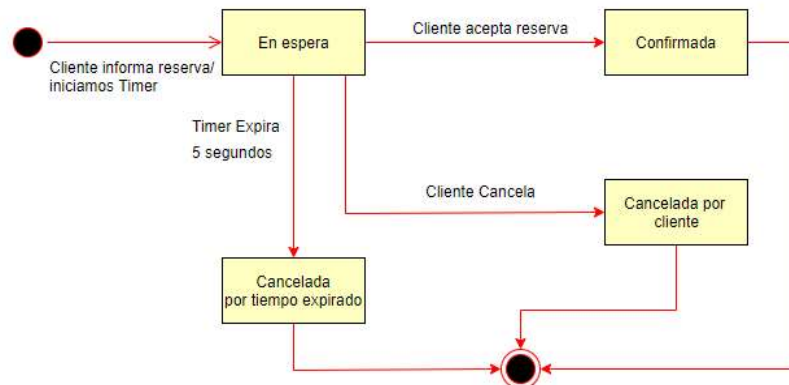 Cliente acepta reserva
En espera
Confirmada
Cliente informa reserva/
iniciamos Timer
Timer Expira
5 segundos
Cliente Cancela
Cancelada por
cliente
Cancelada
por tiempo expirado